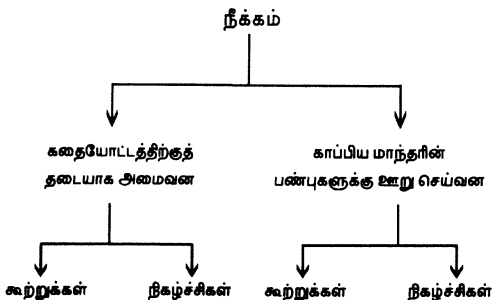 நீக்கம்
கதையோட்டத்திற்குத்
தடையாக அமைவன
காப்பிய மாந்தரின்
பண்புகளுக்கு ஊறு செய்வன
கூற்றுக்கள் நிகழ்ச்சிகள் கூற்றுக்கள் நிகழ்ச்சிகள்